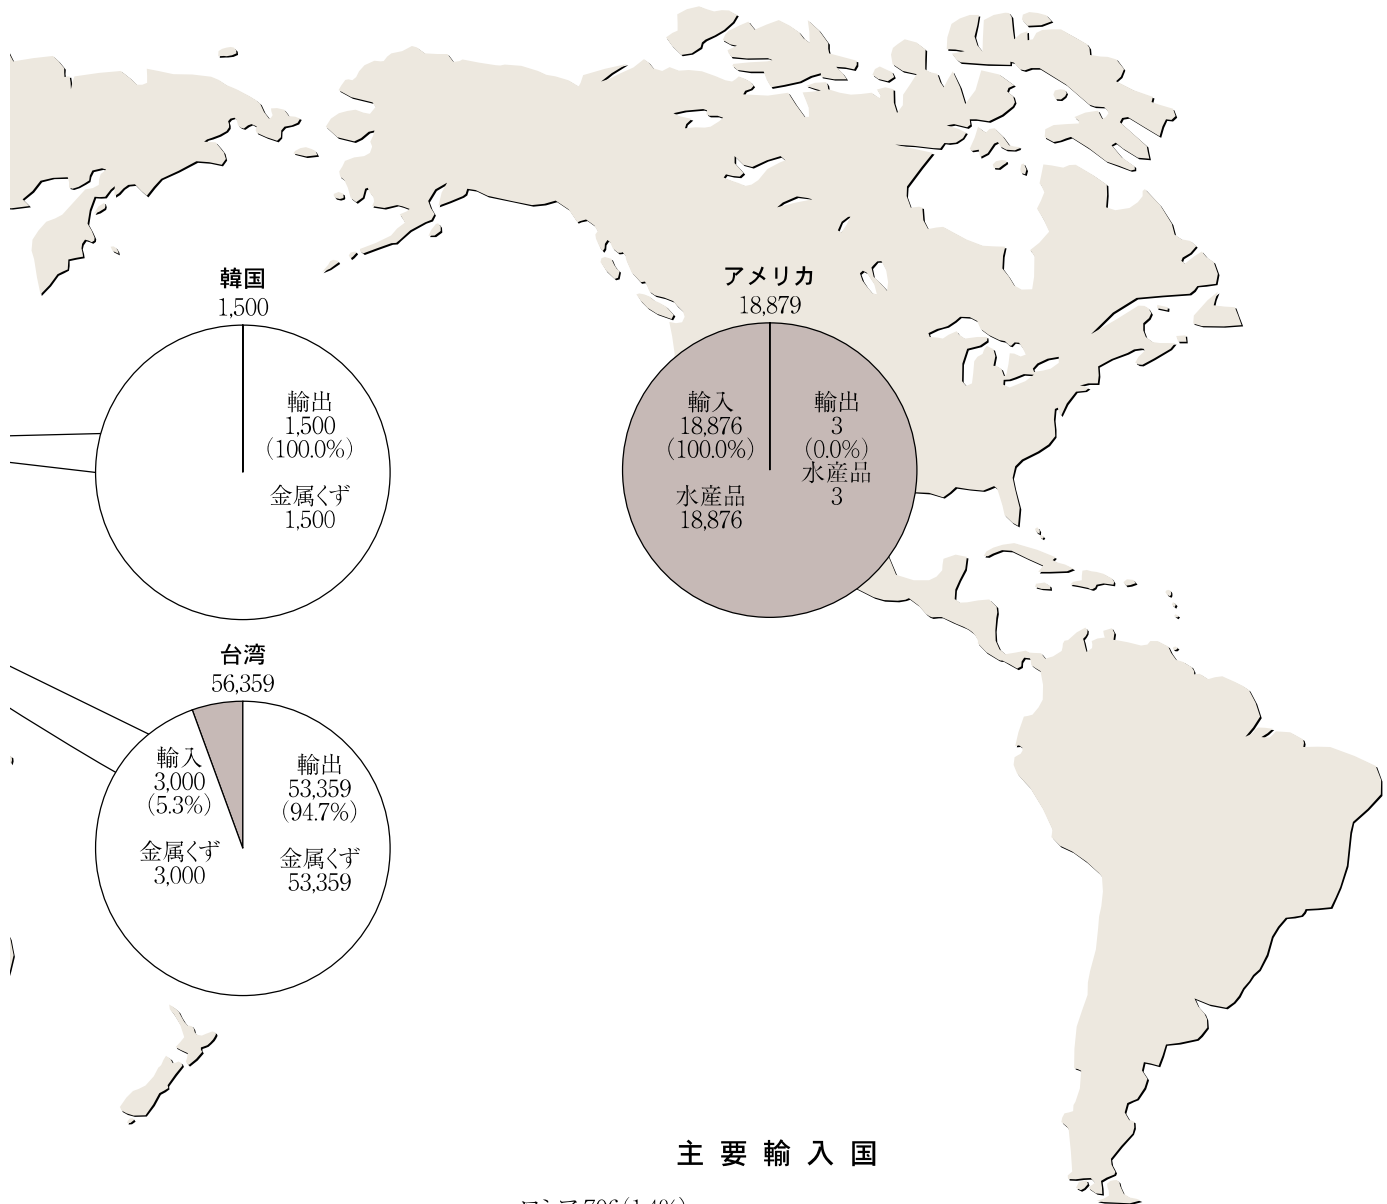 韓国
1,500
輸出
1,500
(100.0%)
金属くず
1,500
アメリカ
18,879
輸入
18,876
(100.0%)
水産品
18,876
輸出
3
(0.0%)
水産品
3
台湾
56,359
輸入
3,000
(5.3%)
金属くず
3,000
輸出
53,359
(94.7%)
金属くず
53,359
主要輸入国